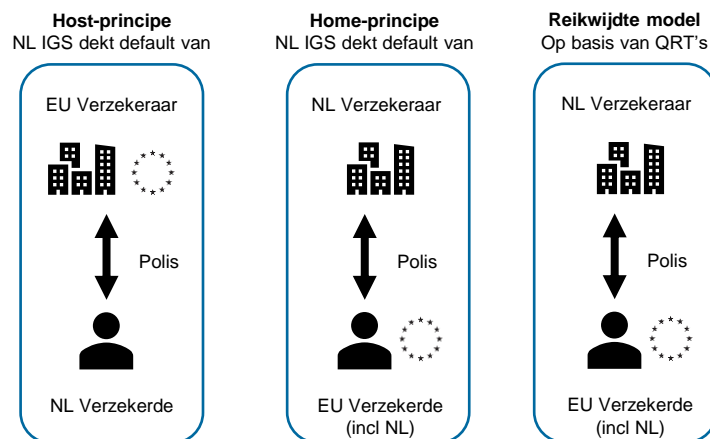 Host-principe
NL IGS dekt default van
EU Verzekeraar
Polis
NL Verzekerde
Home-principe
NL IGS dekt default van
NL Verzekeraar
Polis
EU Verzekerde
(incl NL)
Reikwijdte model
Op basis van QRT's
NL Verzekeraar
Polis
EU Verzekerde
(incl NL)